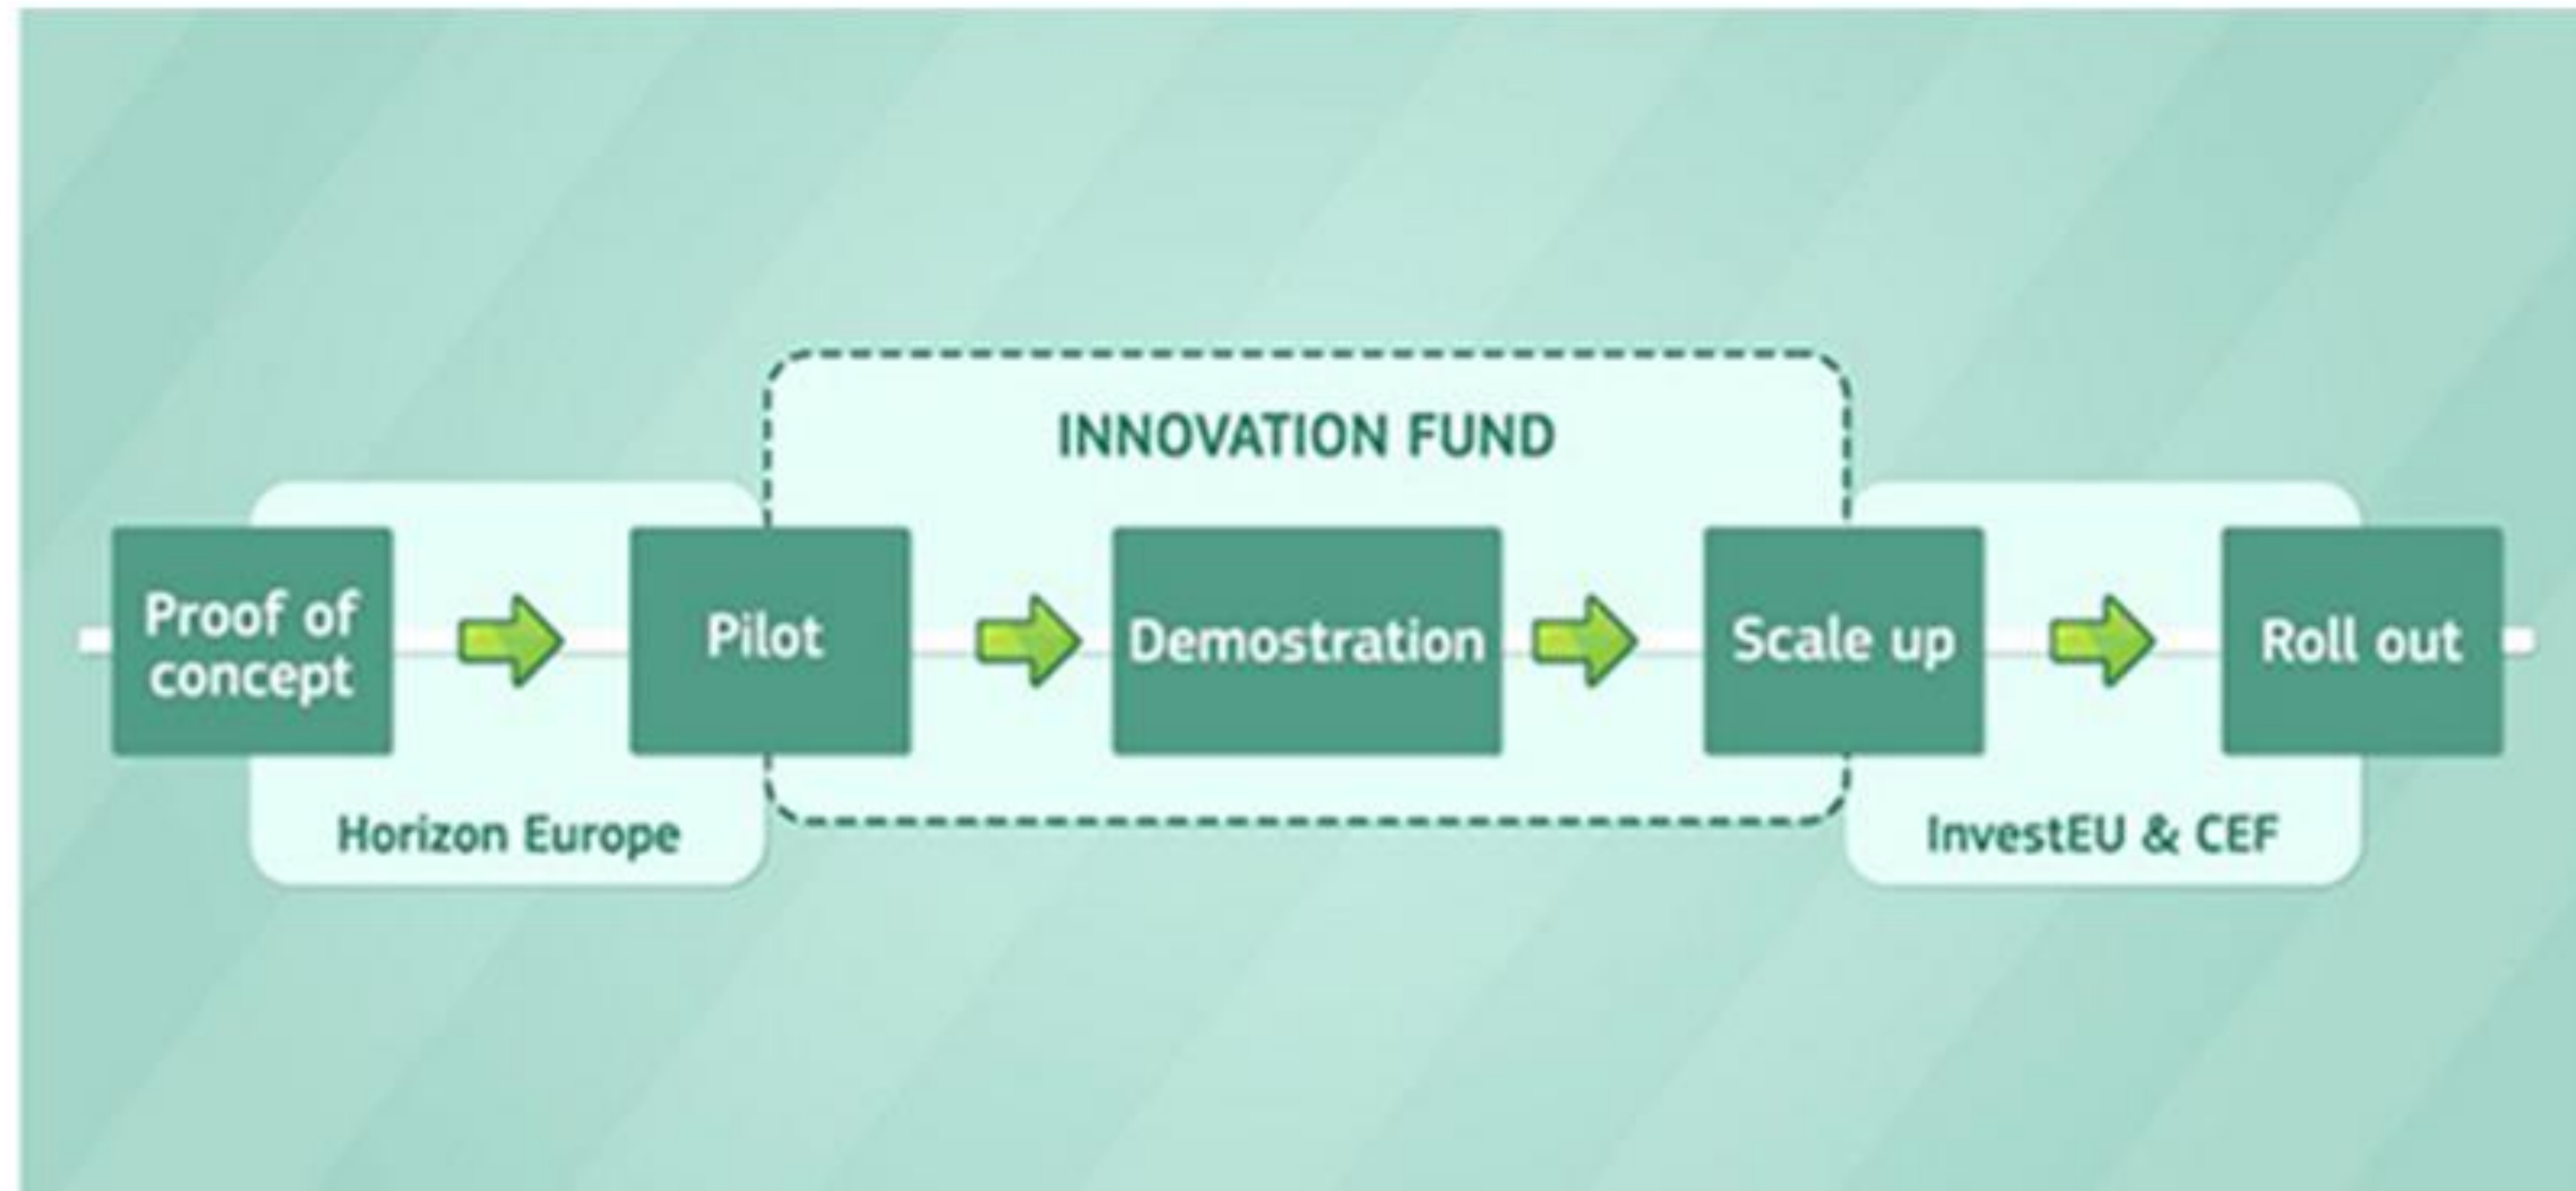 INNOVATION FUND
Proof of
concept
Pilot
Demostration
Scale up
Roll out
Horizon Europe
InvestEU & CEF